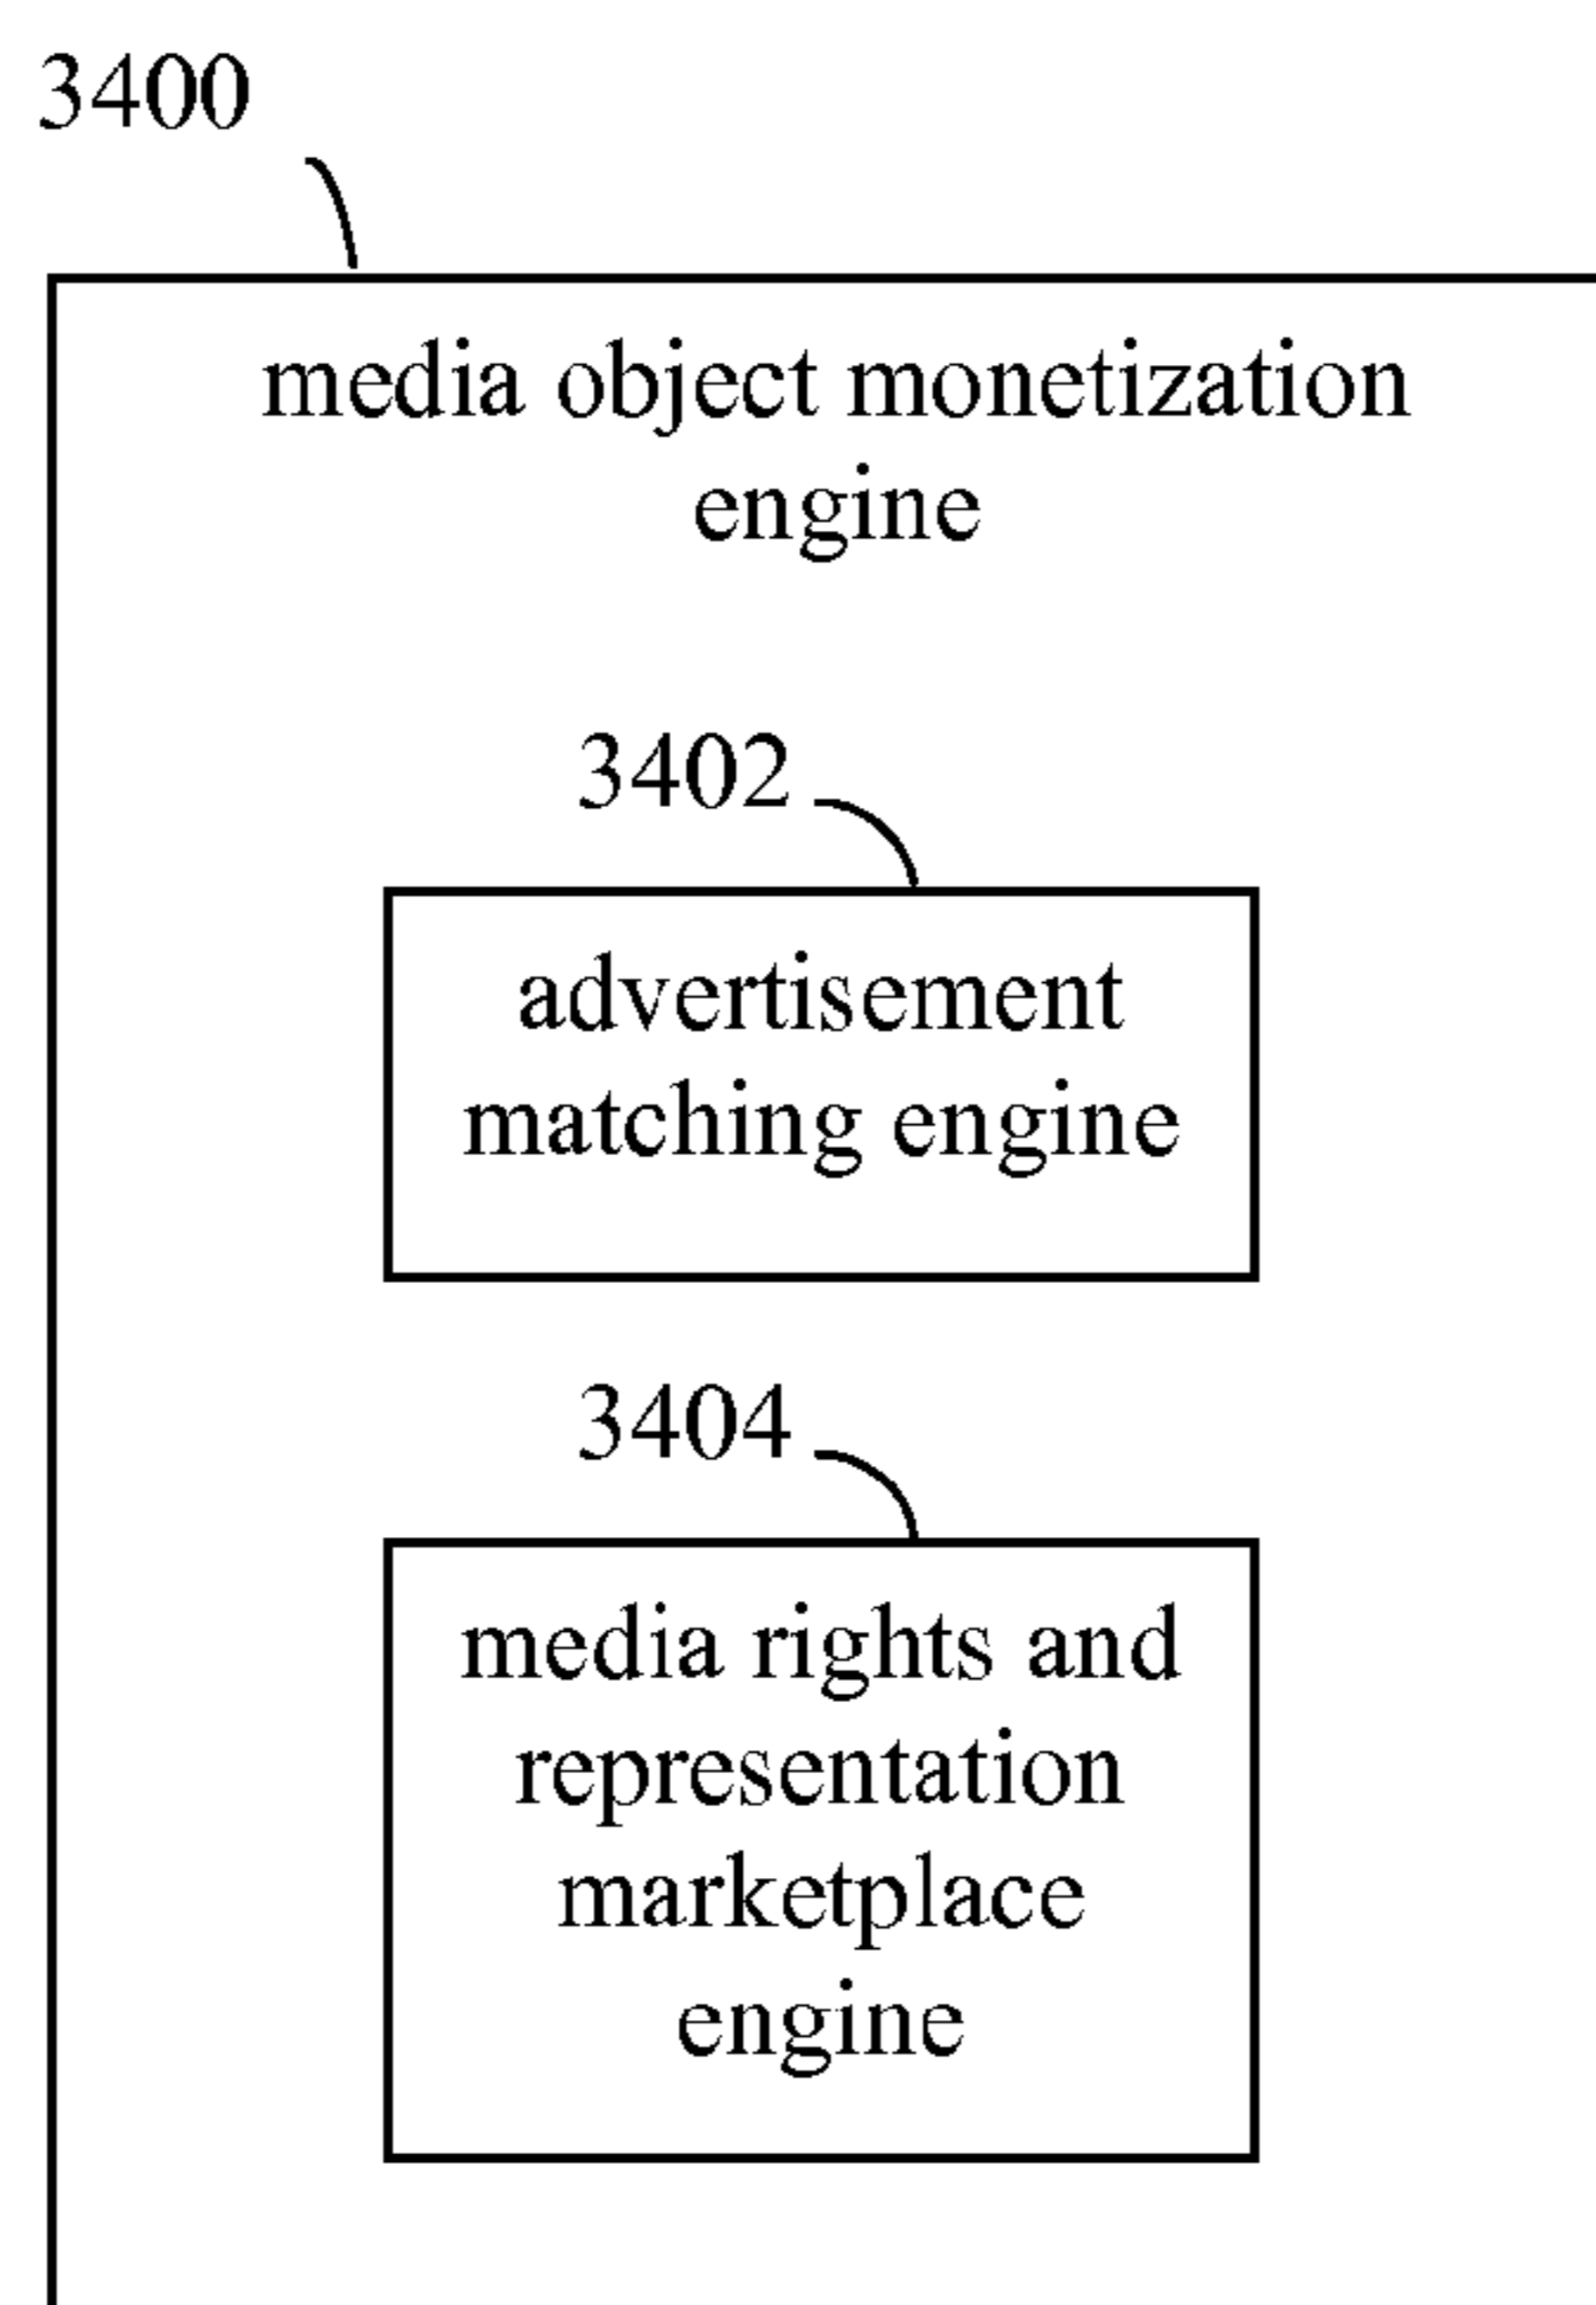 3400
media object monetization
engine
3402
advertisement
matching engine
3404
media rights and
representation
marketplace
engine